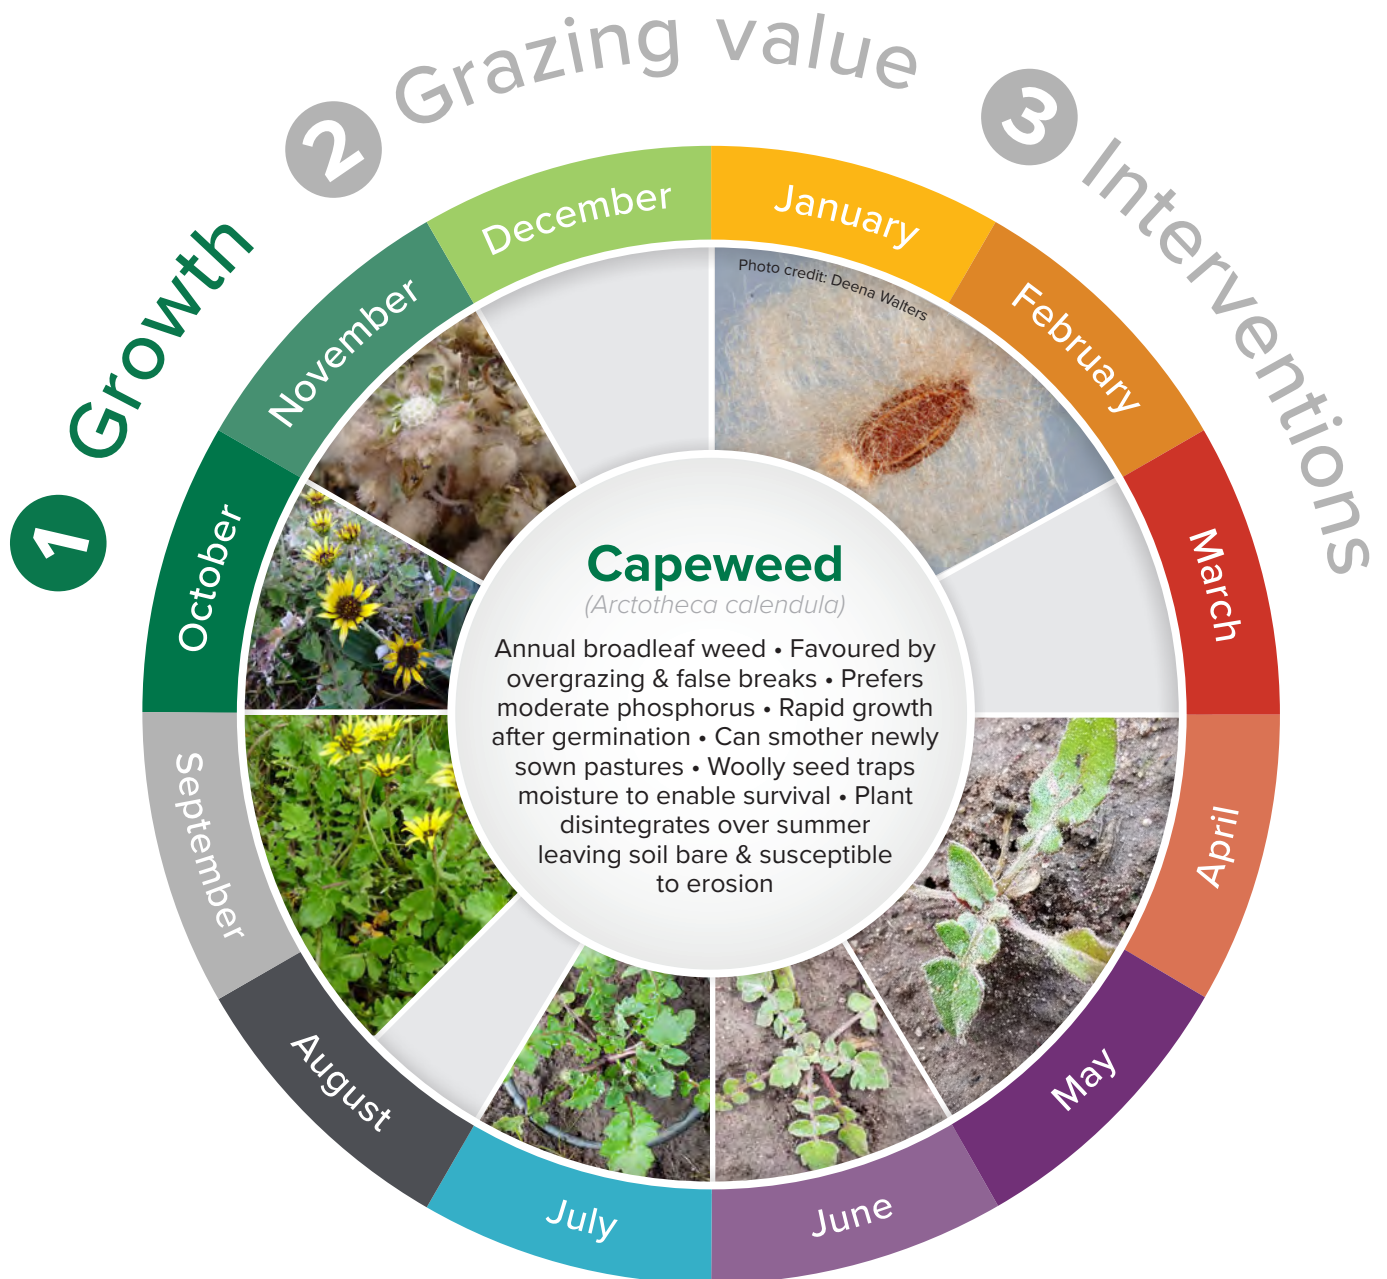 1 Growth
2 Grazing value
3 Interventions
January
February
March
April
May
June
July
August
September
October
November
December
Photo credit: Deena Walters
Capeweed
(Arctotheca calendula)
Annual broadleaf weed • Favoured by
overgrazing & false breaks • Prefers
moderate phosphorus • Rapid growth
after germination • Can smother newly
sown pastures • Woolly seed traps
moisture to enable survival • Plant
disintegrates over summer
leaving soil bare & susceptible
to erosion